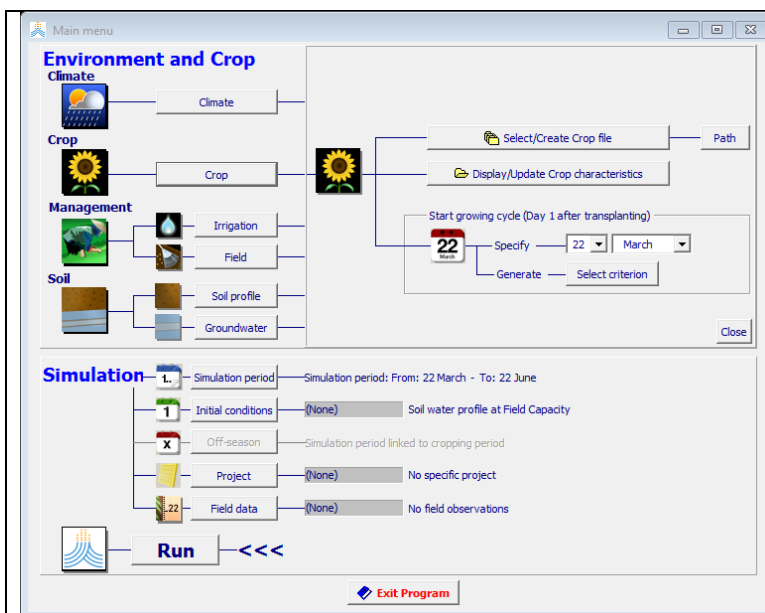 Main menu
Environment and Crop
Climate
Climate
Crop
Crop
Management
Irrigation
Field
Soil
Soil profile
Groundwater
Select/Create Crop file
Path
Display/Update Crop characteristics
Start growing cycle (Day 1 after transplanting)
22
March
Specify
22
March
Generate
Select criterion
Close
Simulation
1..
Simulation period
Simulation period: From: 22 March - To: 22 June
1
Initial conditions
(None)
Soil water profile at Field Capacity
X
Off-season
Simulation period linked to cropping period
Project
(None)
No specific project
..22
Field data
(None)
No field observations
Run
<<<
Exit Program